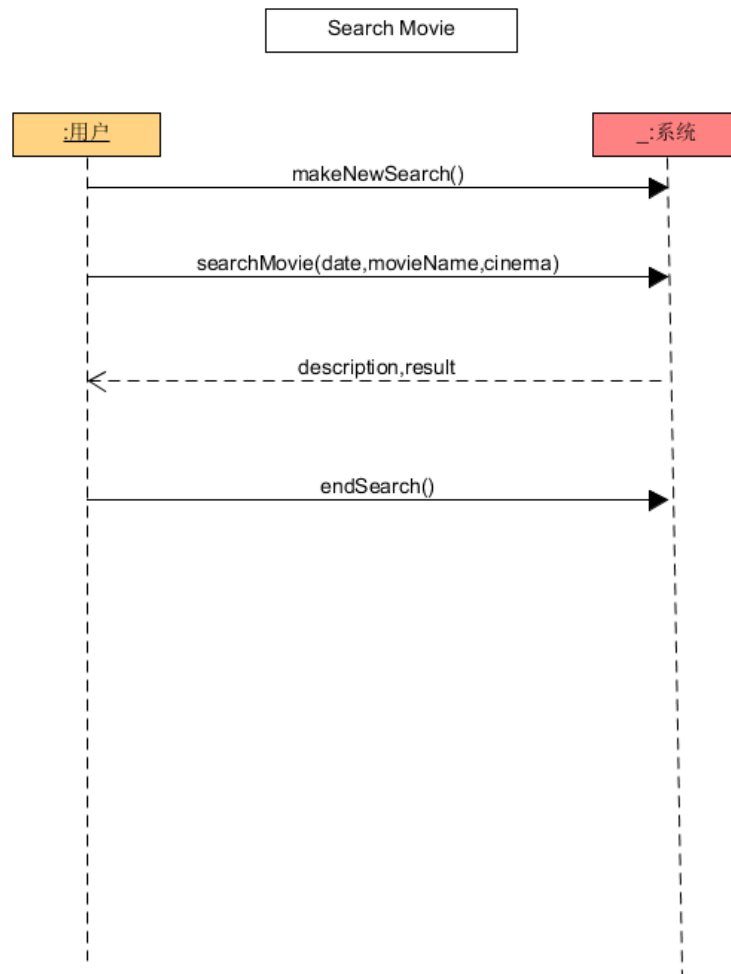 Search Movie
:用户
_:系统
makeNewSearch()
searchMovie(date,movieName,cinema)
description,result
endSearch()